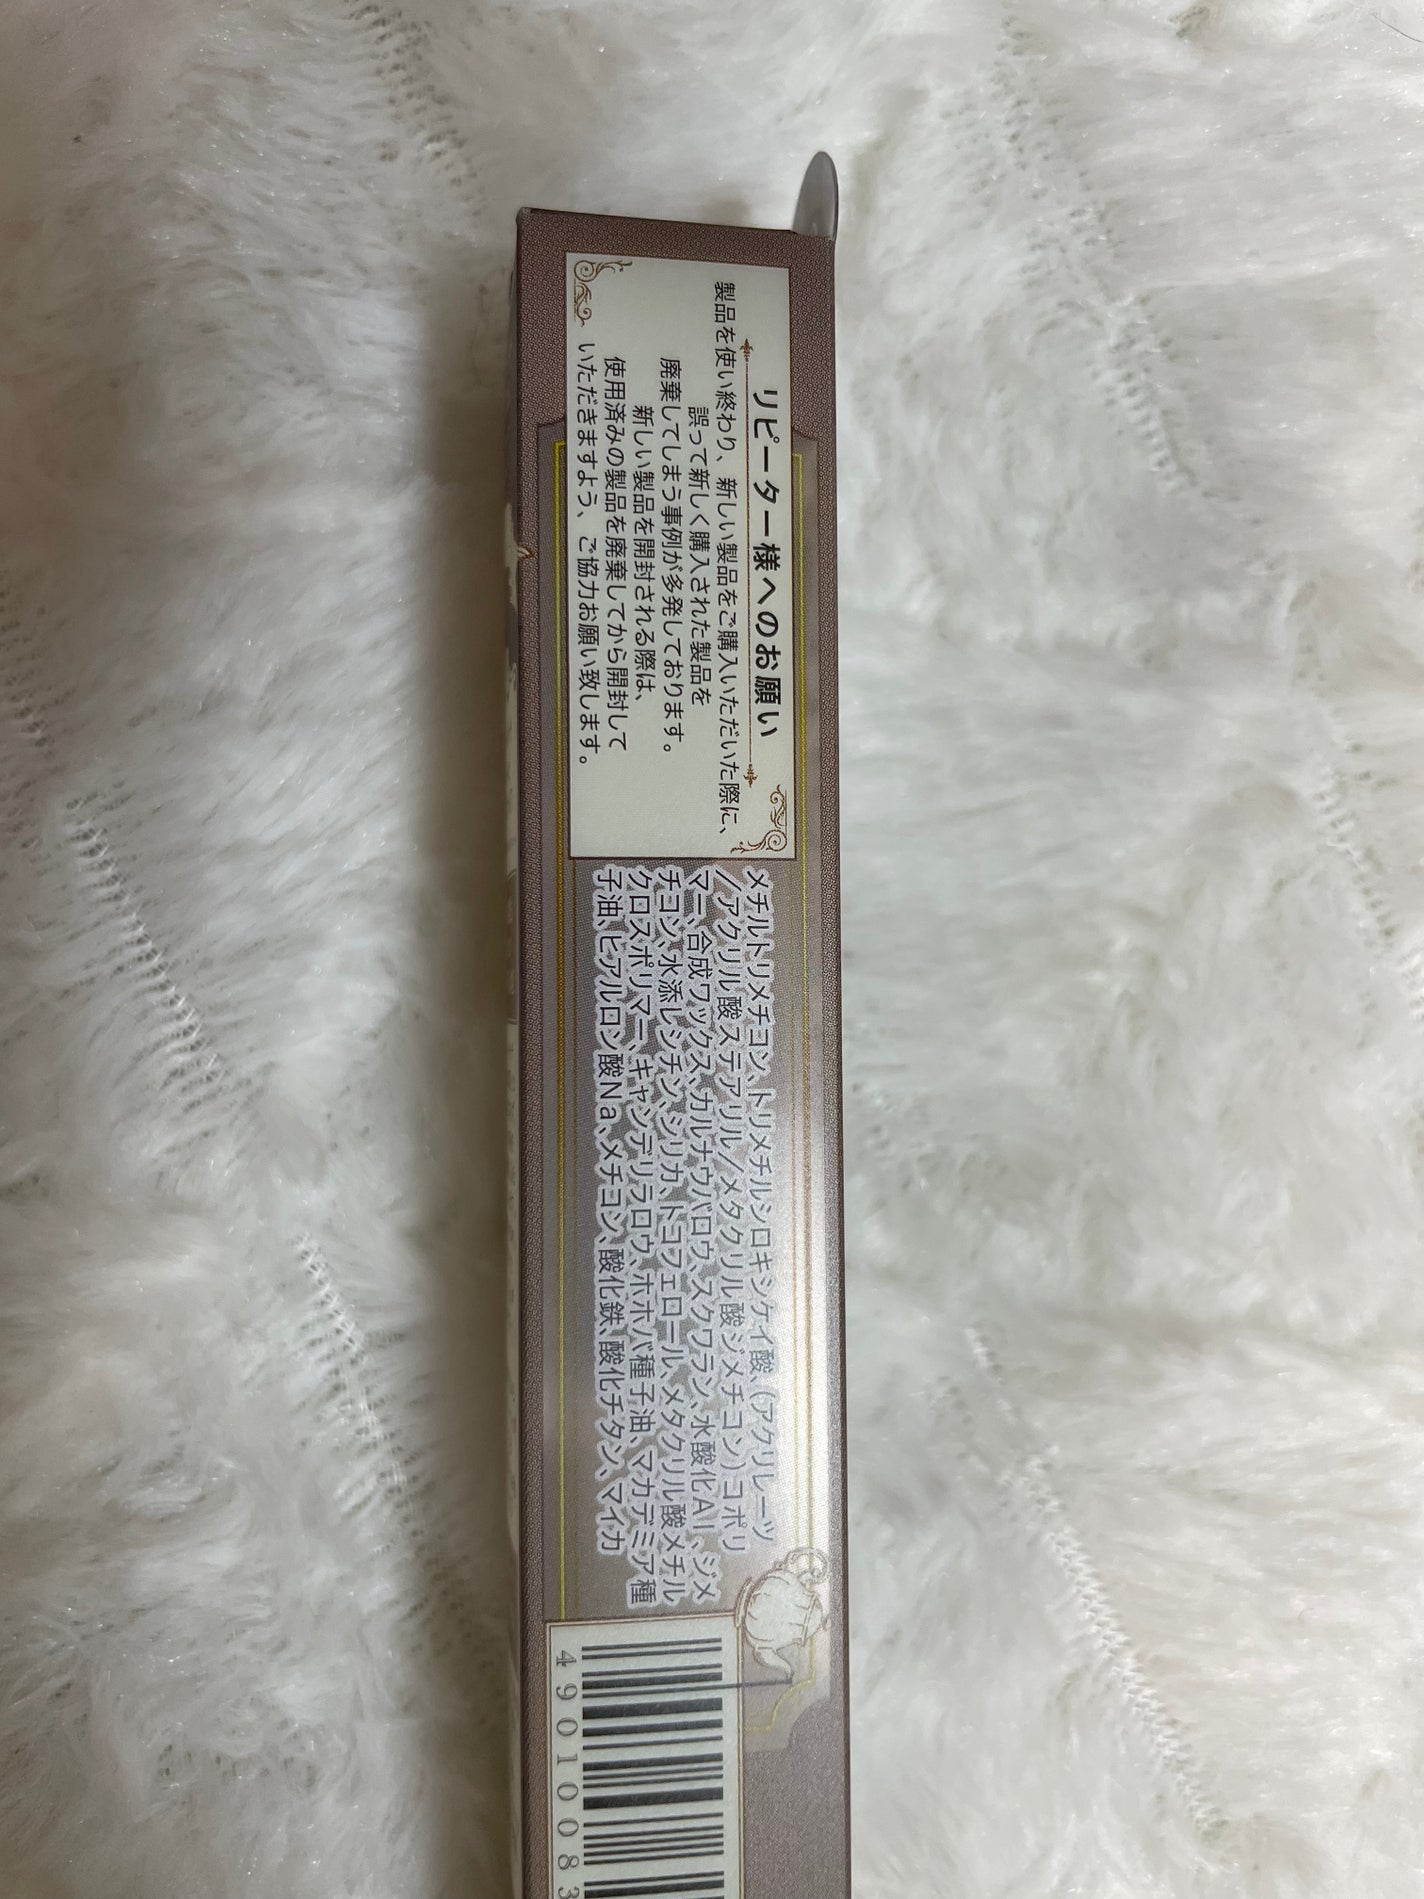 リピーター様へのお願い
製品を使い終わり、新しい製品をご購入いただいた際に、
誤って新しく購入された製品を
廃棄してしまう事例が多発しております。
新しい製品を開封される際は、
使用済みの製品を廃棄してから開封して
いただきますよう、ご協力お願い致します。
メチルトリメチコン、トリメチルシロキシケイ酸、(アクリレーツ
/アクリル酸ステアリル/メタクリル酸ジメチコン)コポリ
マー、合成ワックス、カルナウバロウ、スクワラン、水酸化Al、ジメ
チコン、水添レシチン、シリカ、トコフェロール、メタクリル酸メチル
クロスポリマー、キャンデリラロウ、ホホバ種子油、マカデミア種
子油、ヒアルロン酸Na、メチコン、酸化鉄、酸化チタン、マイカ
49010083